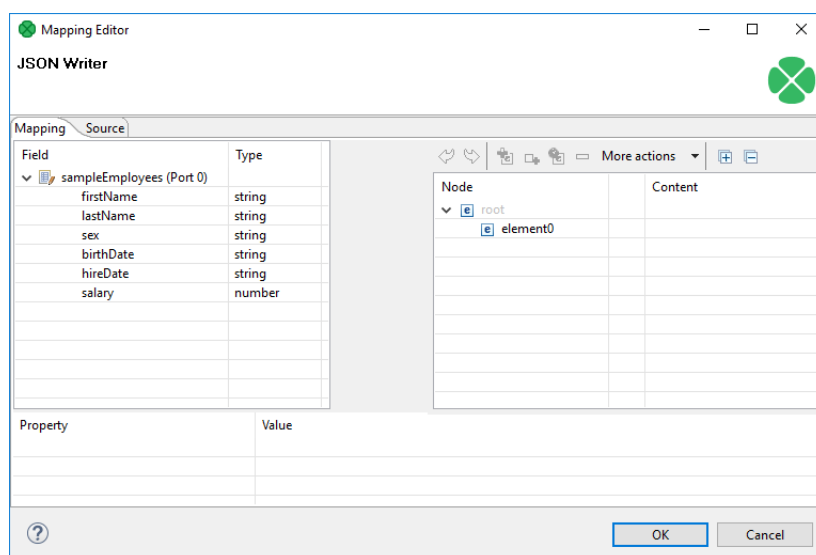 Mapping Editor
JSON Writer
Mapping Source
Field Type
sampleEmployees (Port 0)
firstName string
lastName string
sex string
birthDate string
hireDate string
salary number
More actions
Node Content
e root
e element0
Property Value
?
OK Cancel